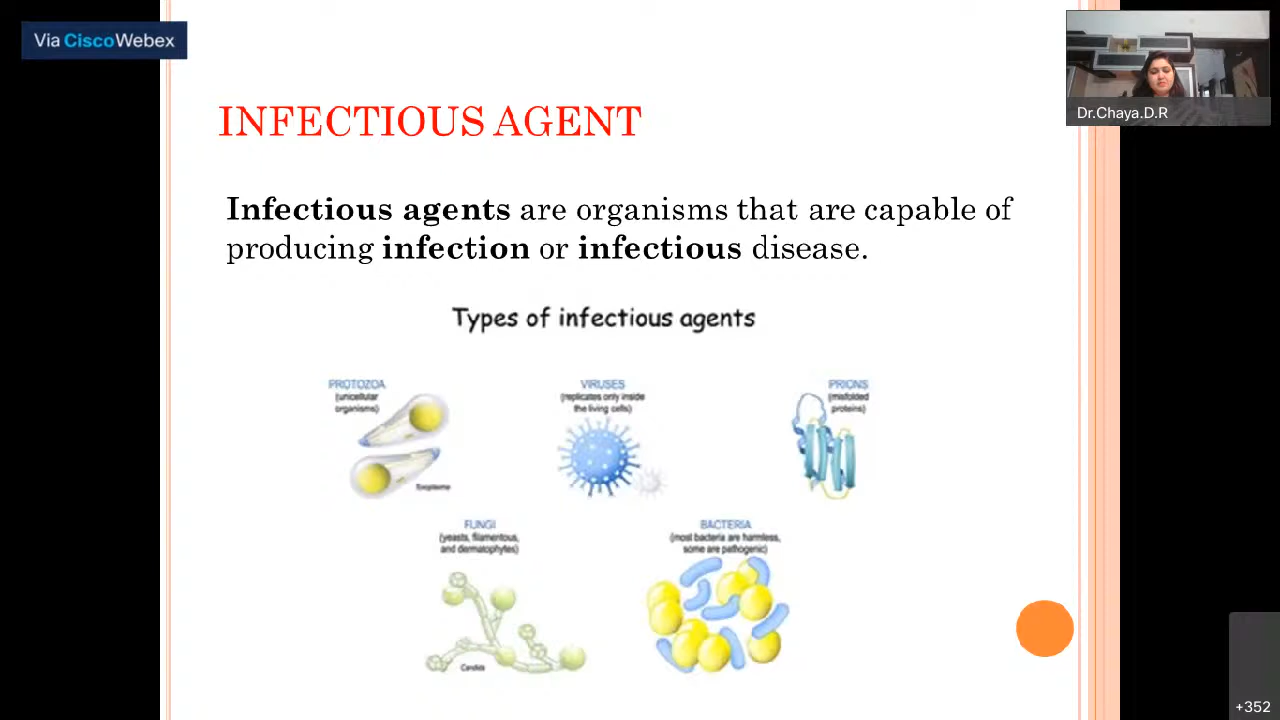 Via CiscoWebex
Dr.Chaya.D.R
INFECTIOUS AGENT
Infectious agents are organisms that are capable of
producing infection or infectious disease.
Types of infectious agents
PROTOZOA
(unicellular
organisms)
Toxoplasma
VIRUSES
(replicates only inside
the living cells)
PRIONS
(misfolded
proteins)
FUNGI
(yeasts, filamentous,
and dermatophytes)
Candida
BACTERIA
(most bacteria are harmless,
some are pathogenic)
+352